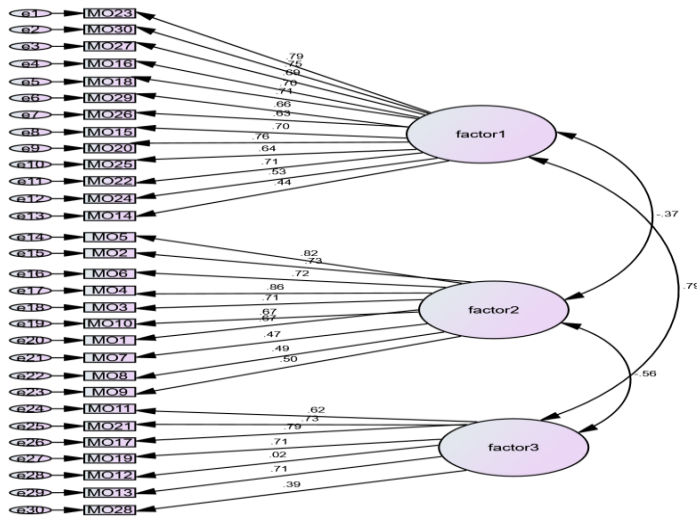 e1 MO23
e2 MO30
e3 MO27
e4 MO16
e5 MO18
e6 MO29
e7 MO26
e8 MO15
e9 MO20
e10 MO25
e11 MO22
e12 MO24
e13 MO14
.79
.75
.69
.70
.71
.66
.63
.70
.76
.64
.71
.53
.44
factor1
-.37
.79
e14 MO5
e15 MO2
e16 MO6
e17 MO4
e18 MO3
e19 MO10
e20 MO1
e21 MO7
e22 MO8
e23 MO9
.82
.73
.72
.86
.71
.67
.67
.47
.49
.50
factor2
-.56
e24 MO11
e25 MO21
e26 MO17
e27 MO19
e28 MO12
e29 MO13
e30 MO28
.62
.73
.79
.71
.02
.71
.39
factor3